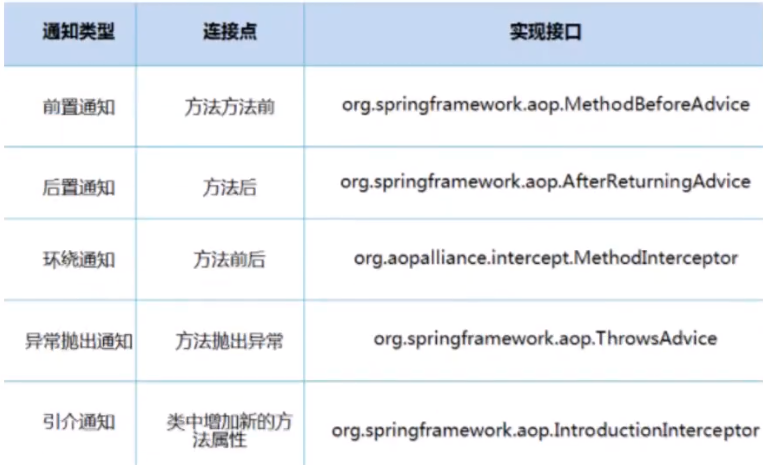 通知类型 连接点 实现接口
前置通知 方法方法前 org.springframework.aop.MethodBeforeAdvice
后置通知 方法后 org.springframework.aop.AfterReturningAdvice
环绕通知 方法前后 org.aopalliance.intercept.MethodInterceptor
异常抛出通知 方法抛出异常 org.springframework.aop.ThrowsAdvice
引介通知 类中增加新的方
法属性 org.springframework.aop.IntroductionInterceptor